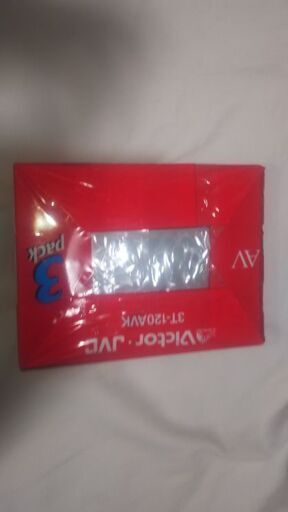 Victor · JVC
3T-120AVK
3
pack
AV